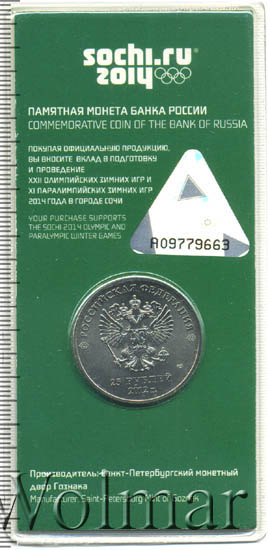 sochi.ru
2014
ПАМЯТНАЯ МОНЕТА БАНКА РОССИИ
COMMEMORATIVE COIN OF THE BANK OF RUSSIA
ПОКУПАЯ ОФИЦИАЛЬНУЮ ПРОДУКЦИЮ,
ВЫ ВНОСИТЕ ВКЛАД В ПОДГОТОВКУ
И ПРОВЕДЕНИЕ
XXII ОЛИМПИЙСКИХ ЗИМНИХ ИГР И
XI ПАРАЛИМПИЙСКИХ ЗИМНИХ ИГР
2014 ГОДА В ГОРОДЕ СОЧИ
YOUR PURCHASE SUPPORTS
THE SOCHI 2014 OLYMPIC AND
PARALYMPIC WINTER GAMES
A09779663
РОССИЙСКАЯ ФЕДЕРАЦИЯ
25 РУБЛЕЙ
Производитель: Санкт-Петербургский монетный
двор Гознака
Manufacturer: Saint-Petersburg Mint of Goznak
Wolmar